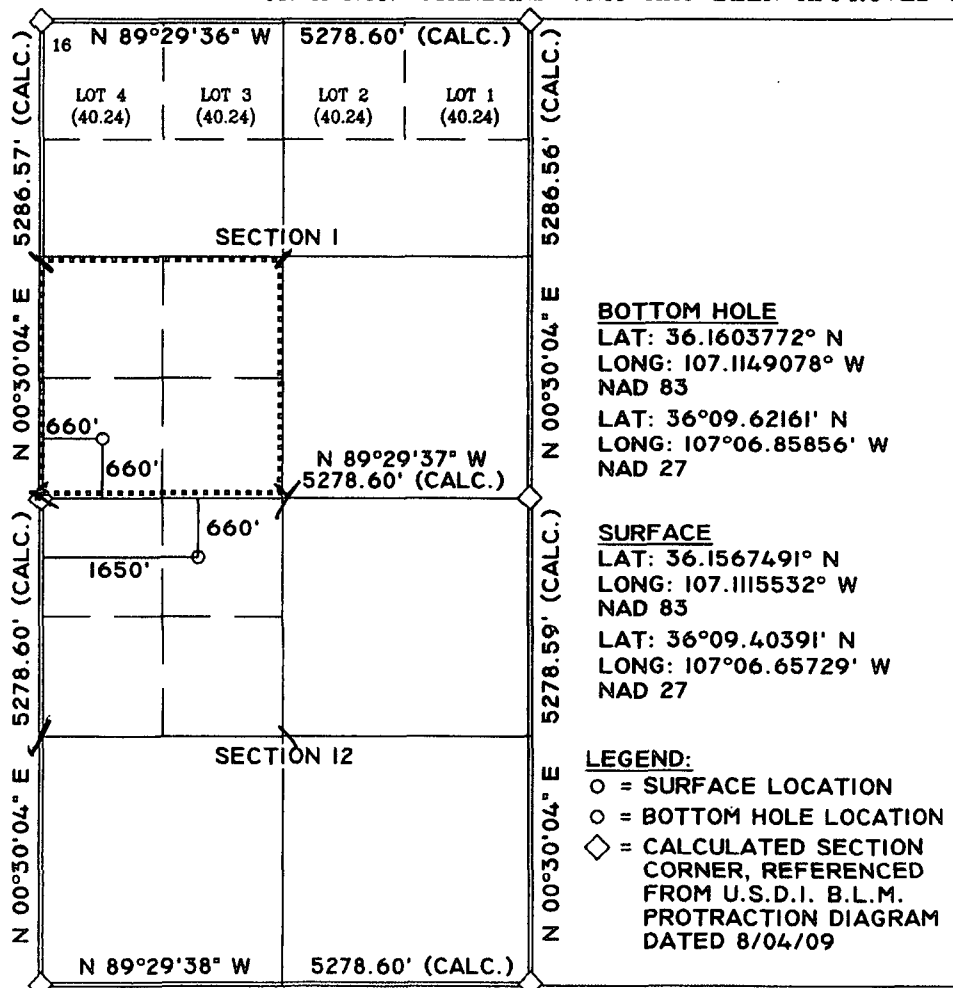 16 N 89°29'36" W 5278.60' (CALC.)
LOT 4 LOT 3 LOT 2 LOT 1
(40.24) (40.24) (40.24) (40.24)
N 00°30'04" E 5286.57' (CALC.)
N 00°30'04" E 5286.56' (CALC.)
SECTION 1
660'
660'
N 89°29'37" W
5278.60' (CALC.)
660'
1650'
N 00°30'04" E 5278.60' (CALC.)
N 00°30'04" E 5278.59' (CALC.)
SECTION 12
N 89°29'38" W 5278.60' (CALC.)
BOTTOM HOLE
LAT: 36.1603772° N
LONG: 107.1149078° W
NAD 83
LAT: 36°09.62161' N
LONG: 107°06.85856' W
NAD 27
SURFACE
LAT: 36.1567491° N
LONG: 107.1115532° W
NAD 83
LAT: 36°09.40391' N
LONG: 107°06.65729' W
NAD 27
LEGEND:
○ = SURFACE LOCATION
○ = BOTTOM HOLE LOCATION
◇ = CALCULATED SECTION
CORNER, REFERENCED
FROM U.S.D.I. B.L.M.
PROTRACTION DIAGRAM
DATED 8/04/09